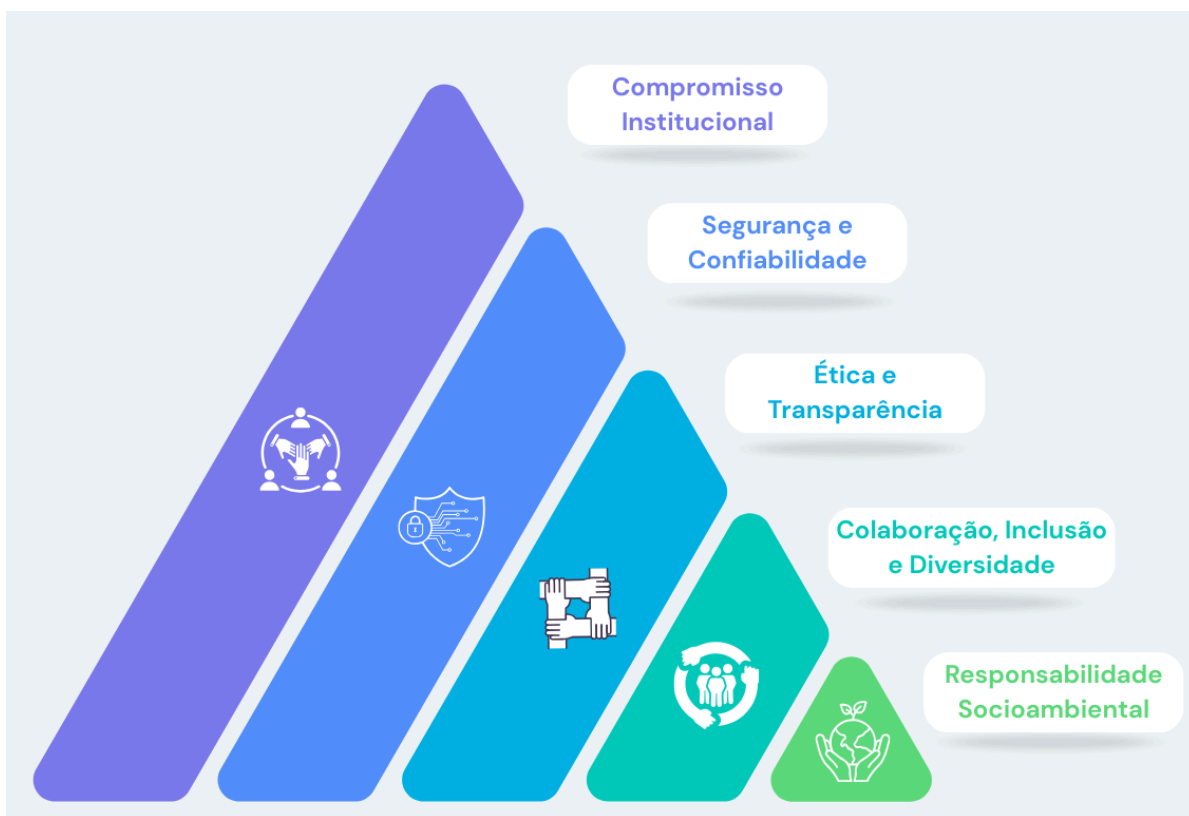 Compromisso
Institucional
Segurança e
Confiabilidade
Ética e
Transparência
Colaboração, Inclusão
e Diversidade
Responsabilidade
Socioambiental